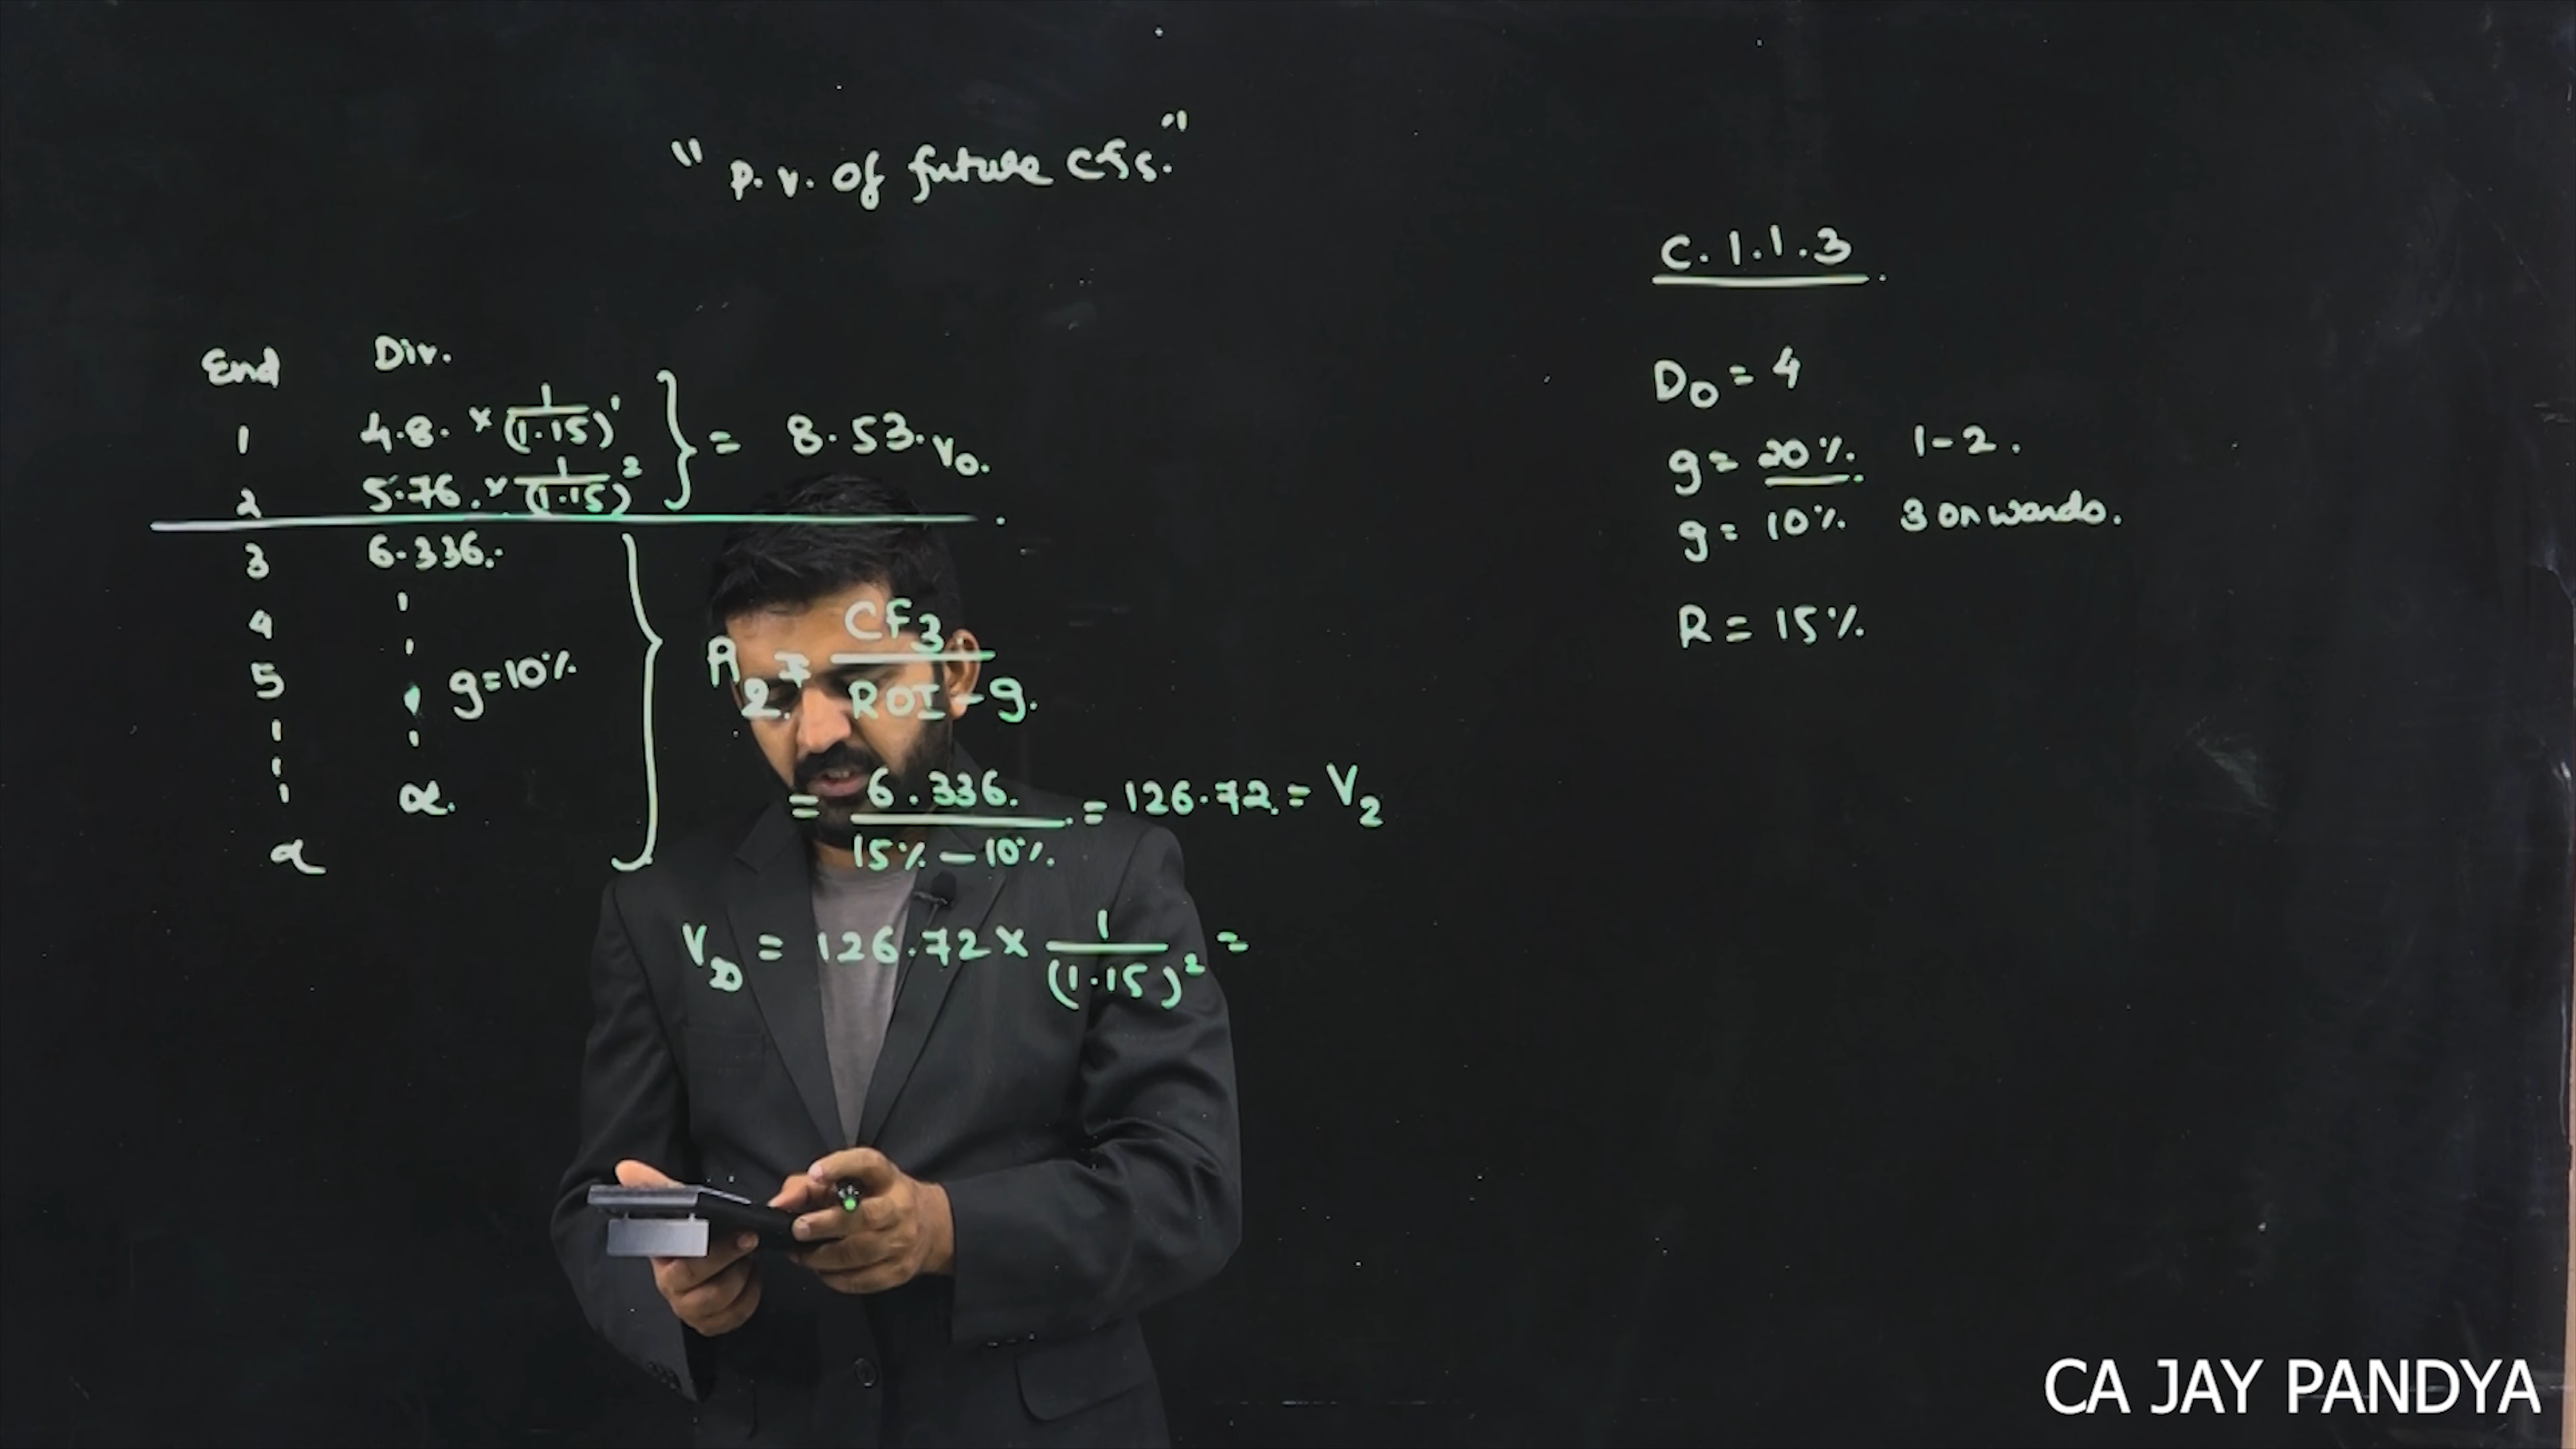 "P.V. of future Cfs."
C.1.1.3
D0 = 4
g = 20% 1-2.
g = 10% 3 onwards.
R = 15%
End Div.
1 4.8. × 1/(1.15)^1
2 5.76. × 1/(1.15)^2
= 8.53. V0.
3 6.336.
4
5 g=10%
α.
α
P2 = CF3/ROI-g.
= 6.336./15%-10%. = 126.72. = V2
V0 = 126.72 × 1/(1.15)^2 =
CA JAY PANDYA